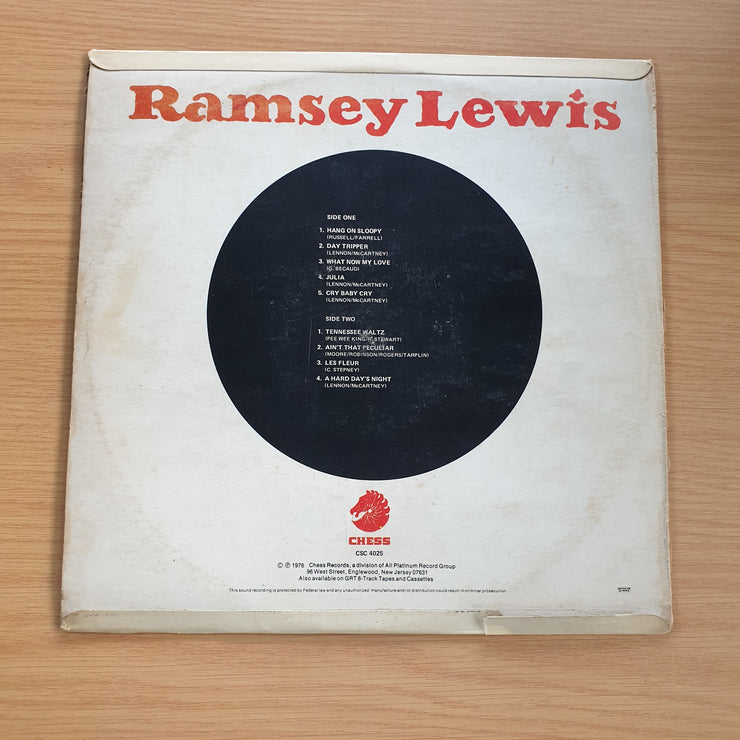 Ramsey Lewis
SIDE ONE
1. HANG ON SLOOPY
(RUSSELL/FARRELL)
2. DAY TRIPPER
(LENNON/McCARTNEY)
3. WHAT NOW MY LOVE
(G. BECAUD)
4. JULIA
(LENNON/McCARTNEY)
5. CRY BABY CRY
(LENNON/McCARTNEY)
SIDE TWO
1. TENNESSEE WALTZ
(PEE WEE KING/R. STEWART)
2. AIN'T THAT PECULIAR
(MOORE/ROBINSON/ROGERS/TARPLIN)
3. LES FLEUR
(C. STEPNEY)
4. A HARD DAY'S NIGHT
(LENNON/McCARTNEY)
CHESS
CSC 4025
© ℗ 1976 Chess Records, a division of All Platinum Record Group
96 West Street, Englewood, New Jersay 07631
Also available on GRT 8-Track Tapes and Cassettes
This sound recording is protected by Federal law and any unauthorized manufacture and/or distribution could result in criminal prosecution.